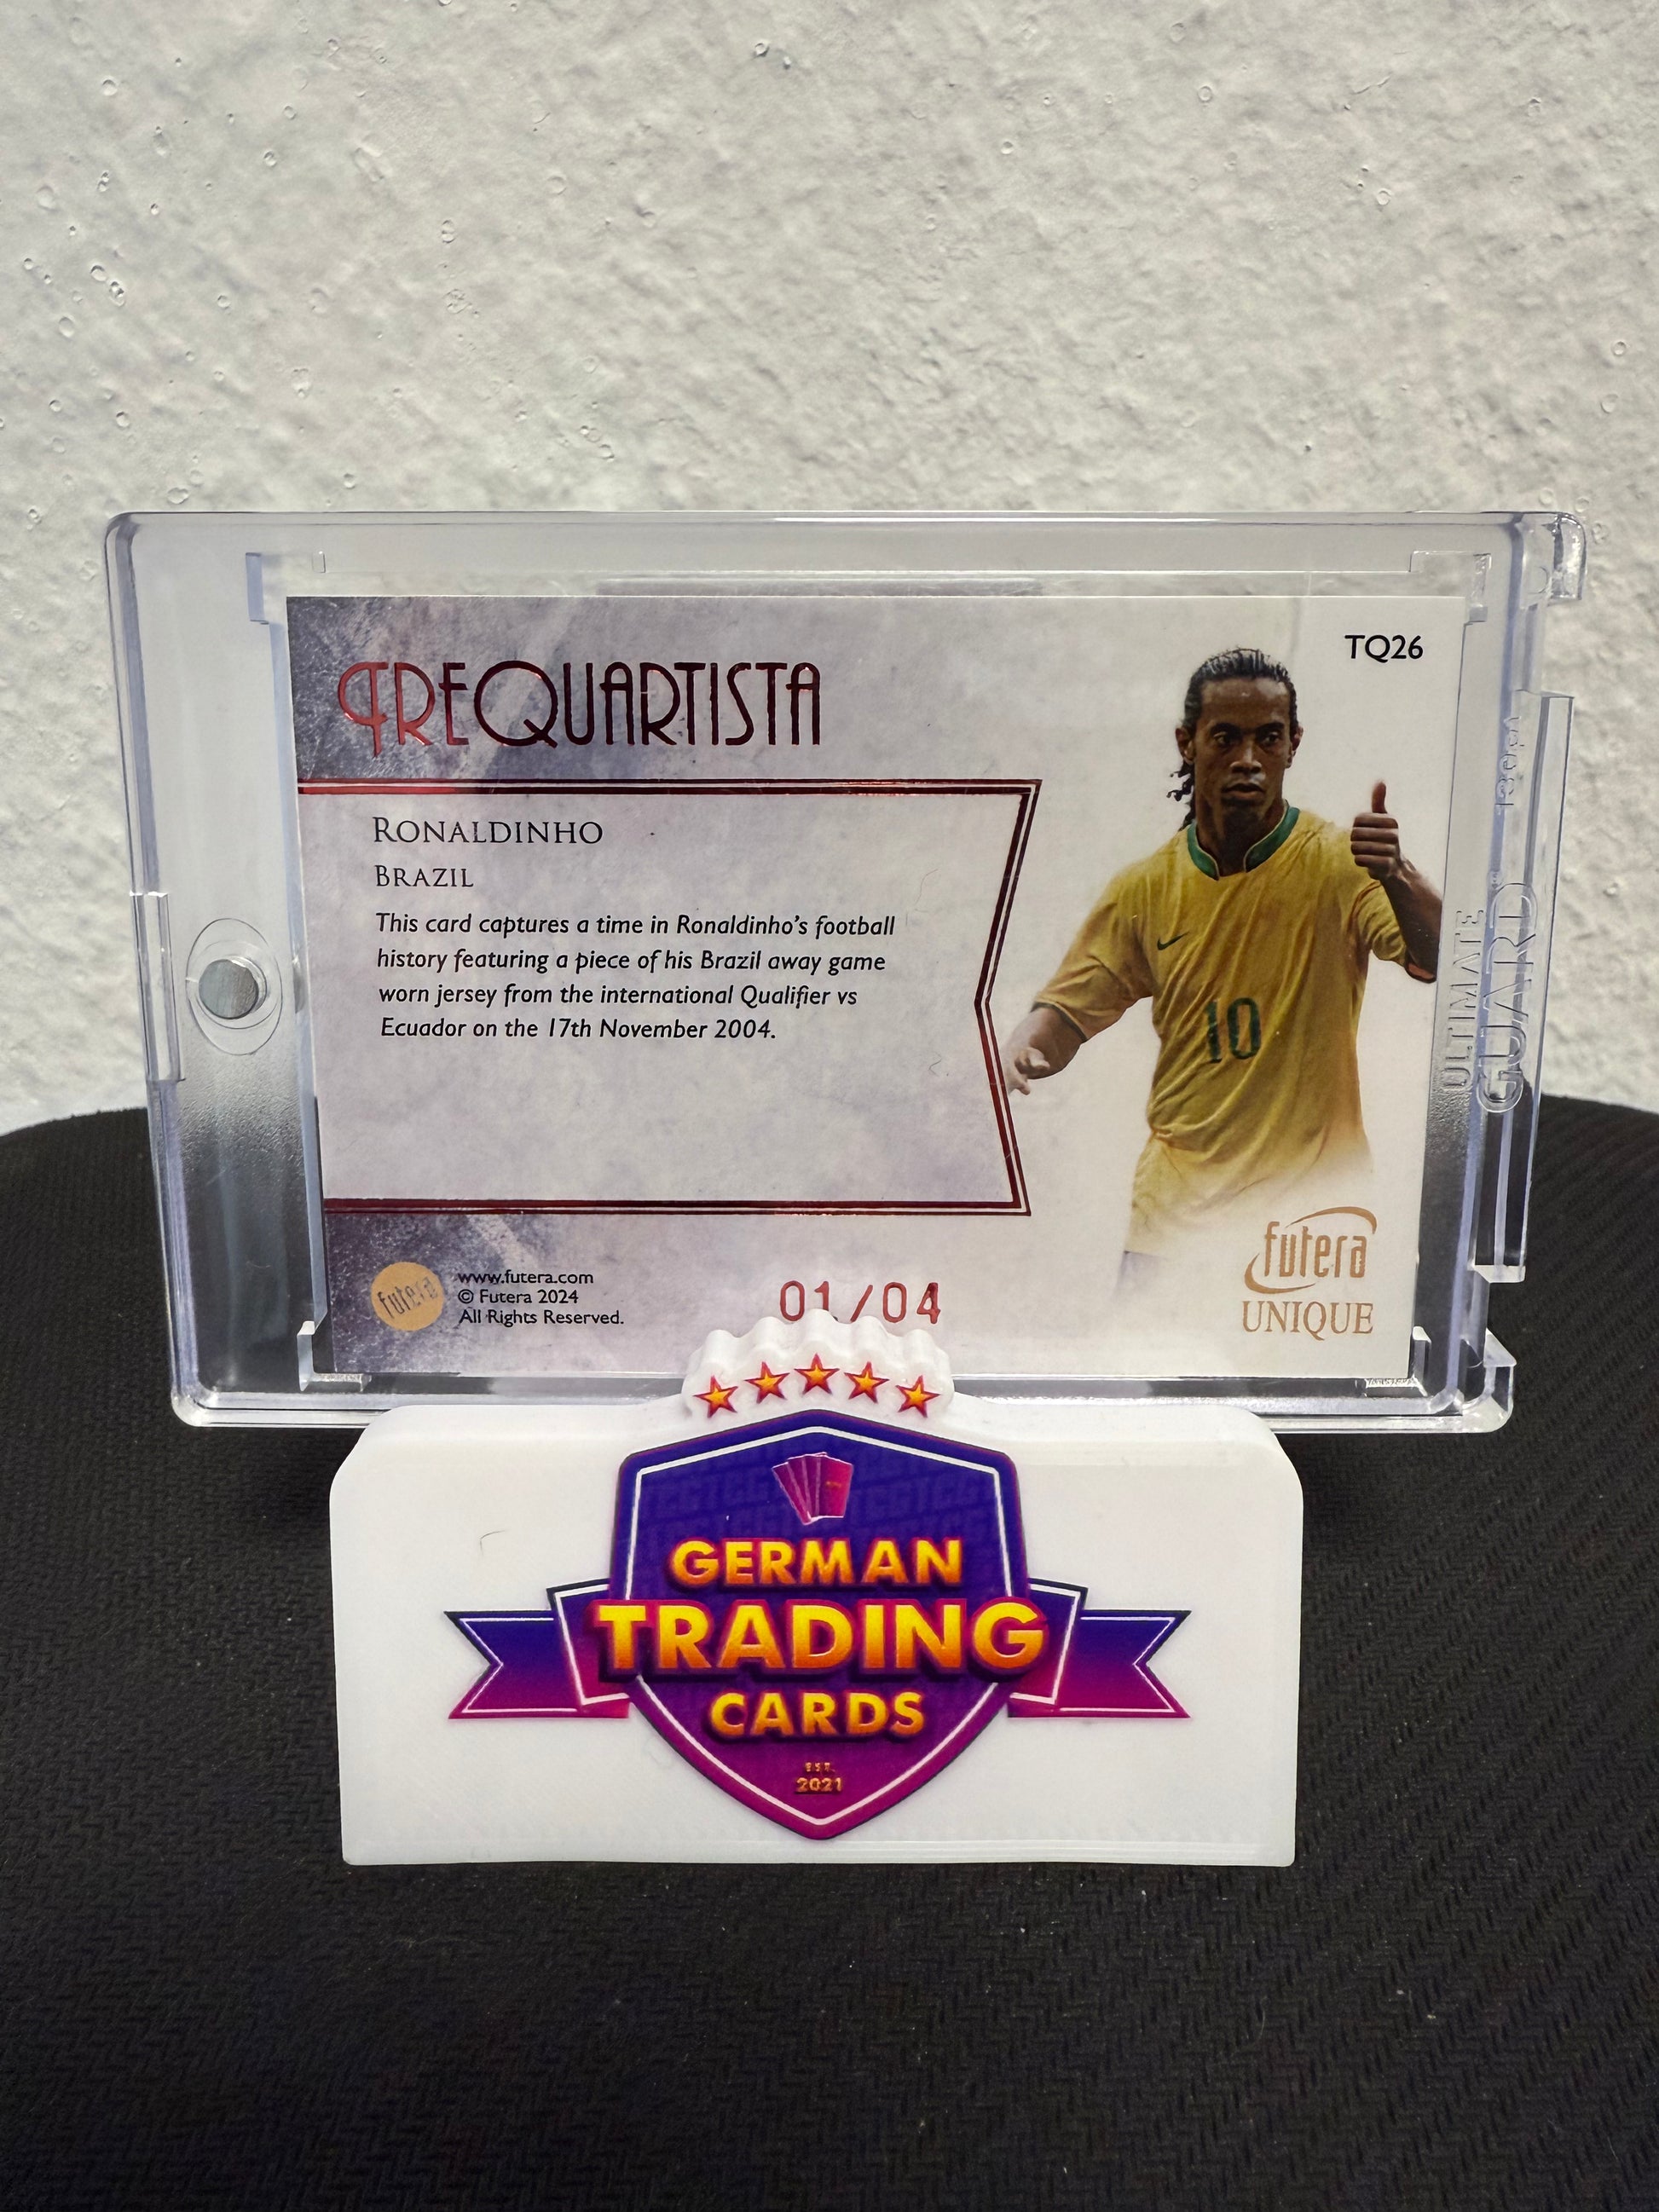 TREQUARTISTA
TQ26
RONALDINHO
BRAZIL
This card captures a time in Ronaldinho's football
history featuring a piece of his Brazil away game
worn jersey from the international Qualifier vs
Ecuador on the 17th November 2004.
10
futera
www.futera.com
© Futera 2024
All Rights Reserved.
01/04
futera
UNIQUE
ULTIMATE
GUARD
GERMAN
TRADING
CARDS
EST.
2021